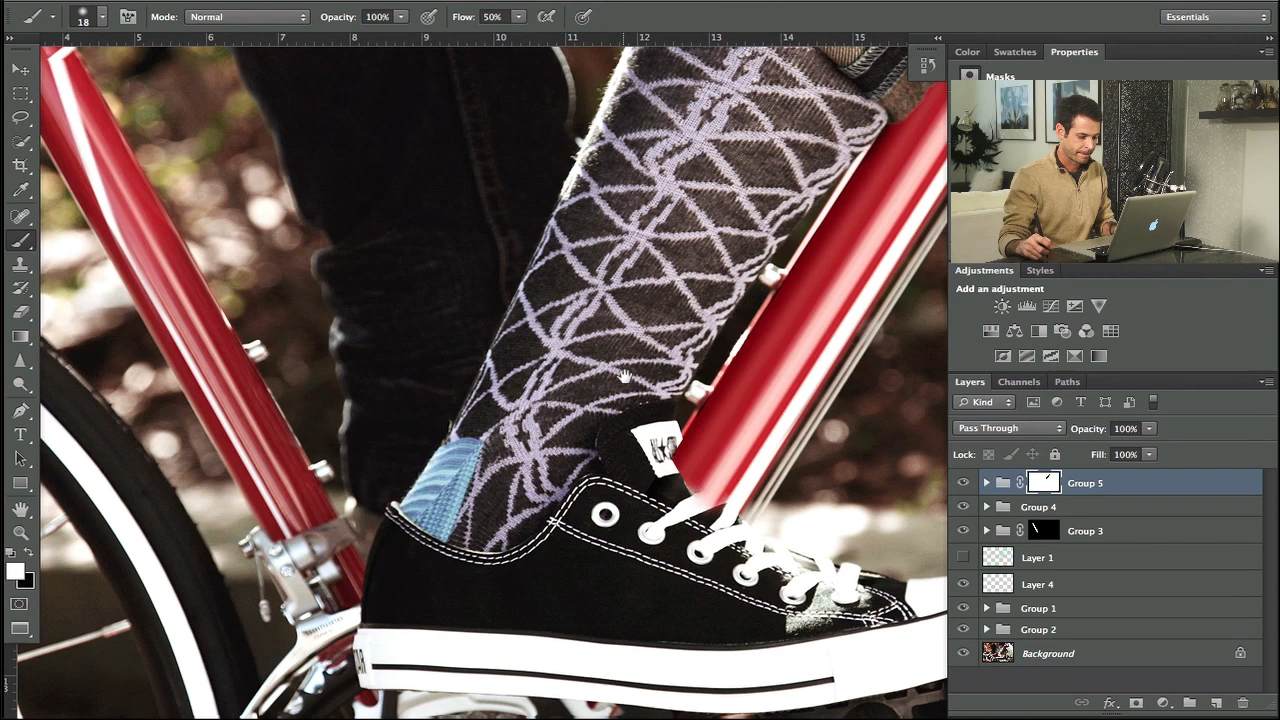 18
Mode: Normal
Opacity: 100%
Flow: 50%
Essentials
4 5 6 7 8 9 10 11 12 13 14 15
Color Swatches Properties
Masks
Adjustments Styles
Add an adjustment
Layers Channels Paths
Kind
Pass Through Opacity: 100%
Lock: Fill: 100%
Group 5
Group 4
Group 3
Layer 1
Layer 4
Group 1
Group 2
Background